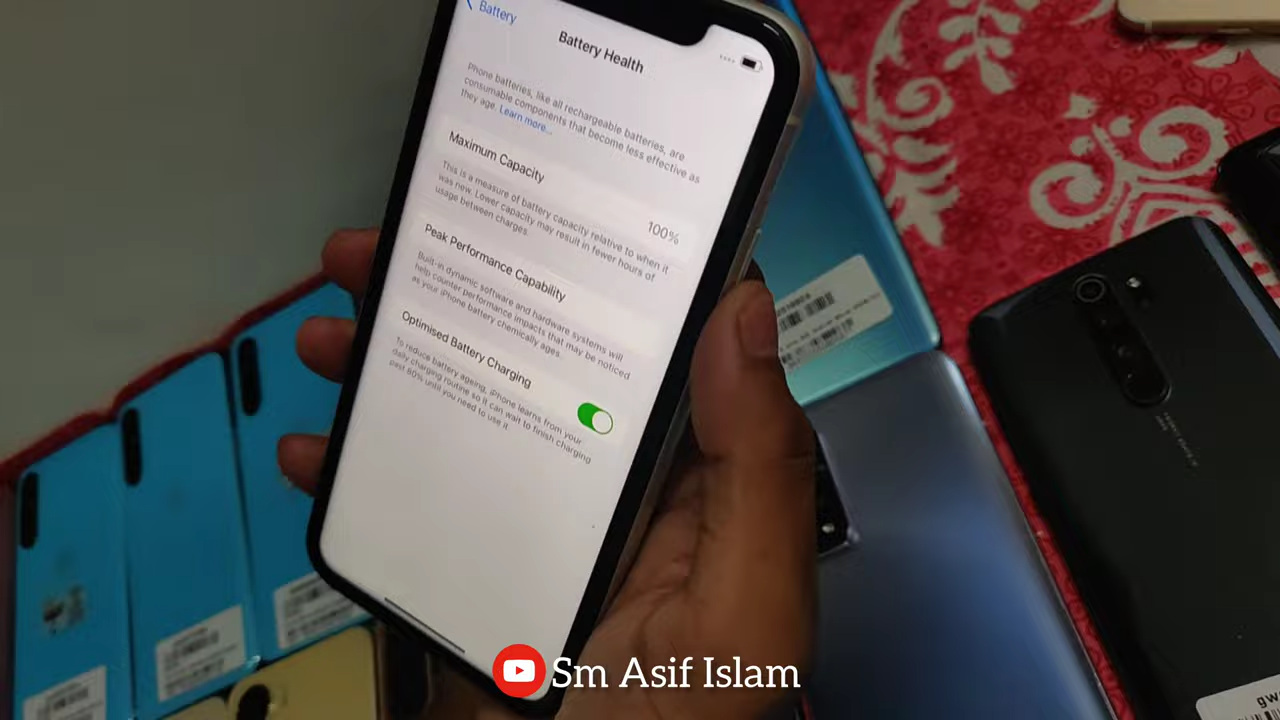 Battery
Battery Health
Phone batteries, like all rechargeable batteries, are
consumable components that become less effective as
they age. Learn more...
Maximum Capacity
100%
This is a measure of battery capacity relative to when it
was new. Lower capacity may result in fewer hours of
usage between charges.
Peak Performance Capability
Built-in dynamic software and hardware systems will
help counter performance impacts that may be noticed
as your iPhone battery chemically ages.
Optimised Battery Charging
To reduce battery ageing, iPhone learns from your
daily charging routine so it can wait to finish charging
past 80% until you need to use it
Sm Asif Islam